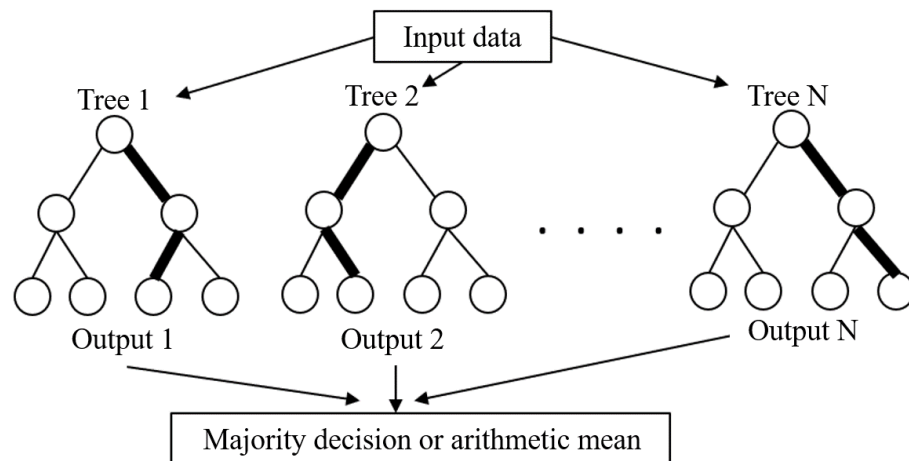 Input data
Tree 1
Tree 2
Tree N
. . . .
Output 1
Output 2
Output N
Majority decision or arithmetic mean